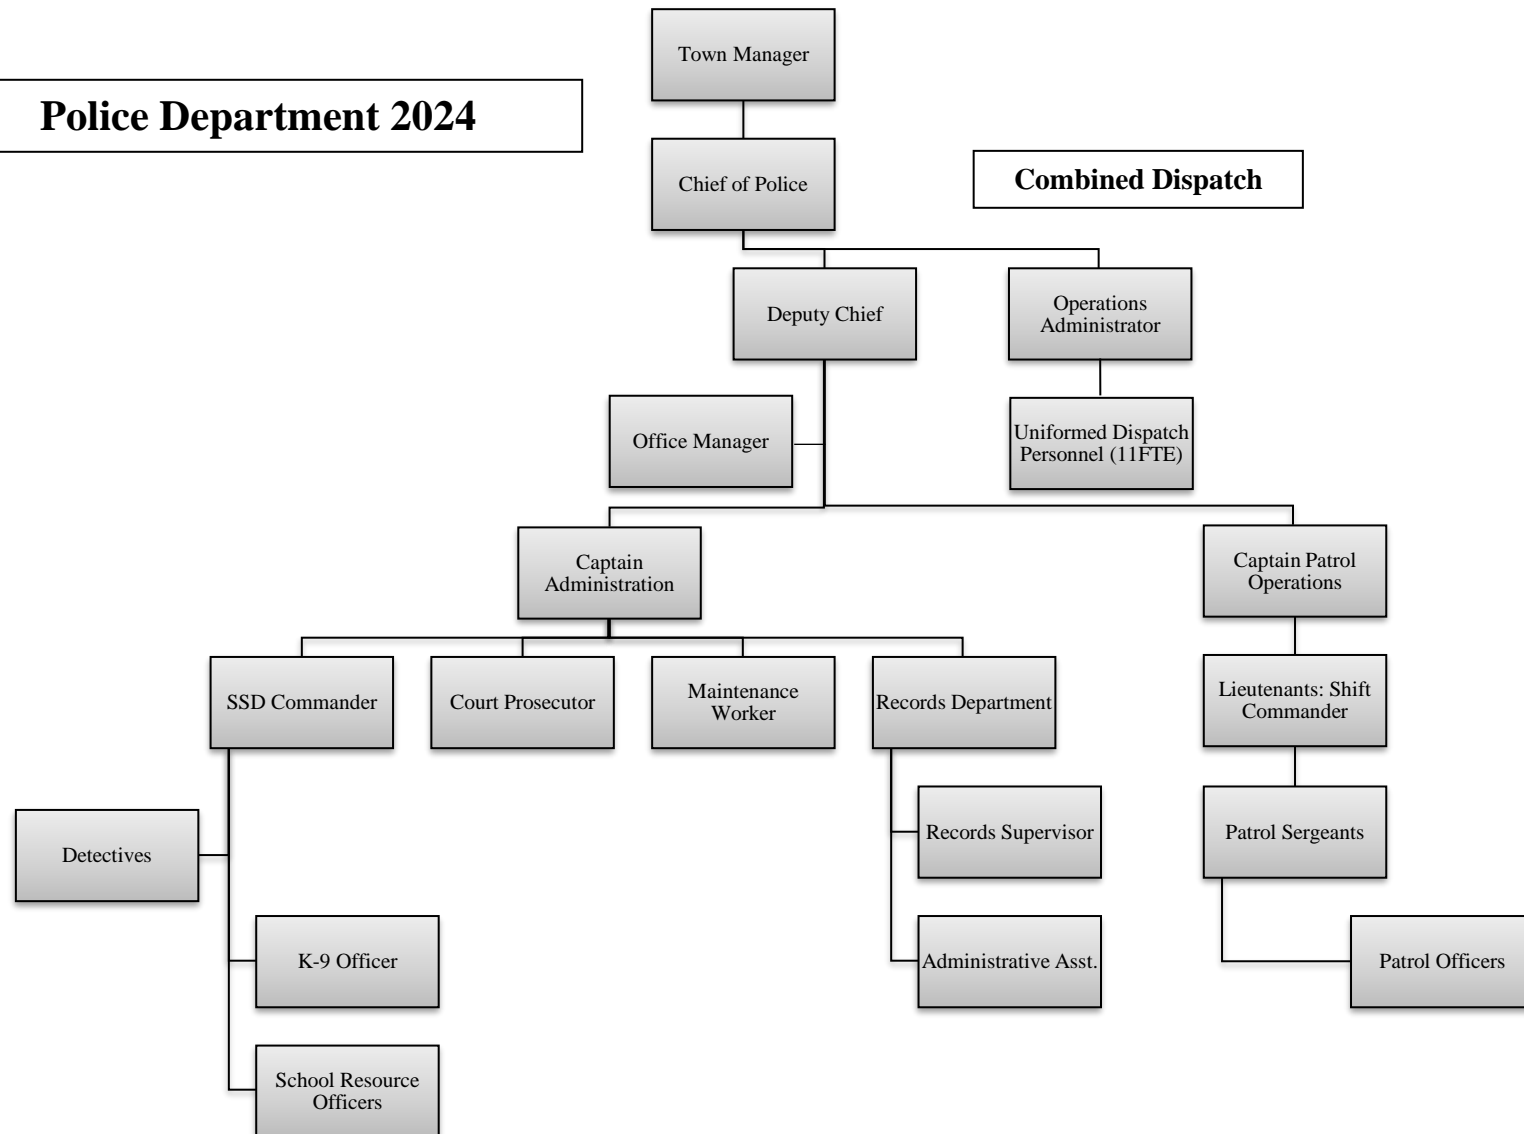 Town Manager
Police Department 2024
Chief of Police
Combined Dispatch
Deputy Chief
Operations
Administrator
Office Manager
Uniformed Dispatch
Personnel (11FTE)
Captain
Administration
Captain Patrol
Operations
SSD Commander
Court Prosecutor
Maintenance
Worker
Records Department
Lieutenants: Shift
Commander
Detectives
Records Supervisor
Patrol Sergeants
K-9 Officer
Administrative Asst.
Patrol Officers
School Resource
Officers